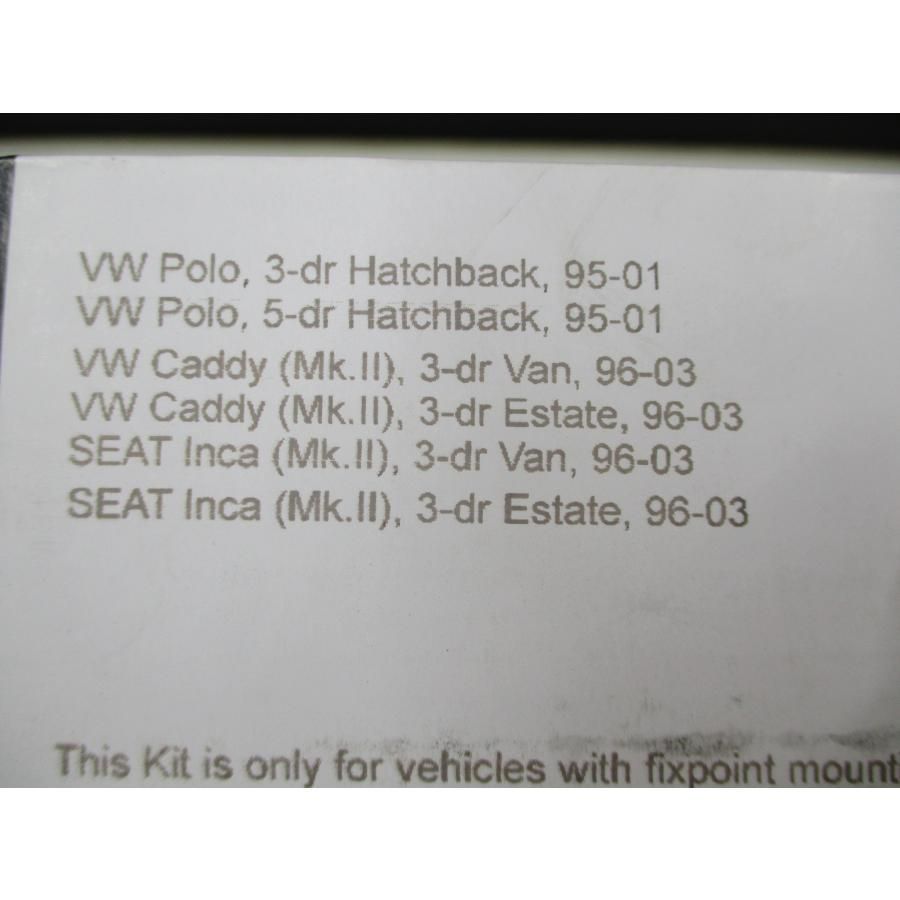 VW Polo, 3-dr Hatchback, 95-01
VW Polo, 5-dr Hatchback, 95-01
VW Caddy (Mk.II), 3-dr Van, 96-03
VW Caddy (Mk.II), 3-dr Estate, 96-03
SEAT Inca (Mk.II), 3-dr Van, 96-03
SEAT Inca (Mk.II), 3-dr Estate, 96-03
This Kit is only for vehicles with fixpoint mount